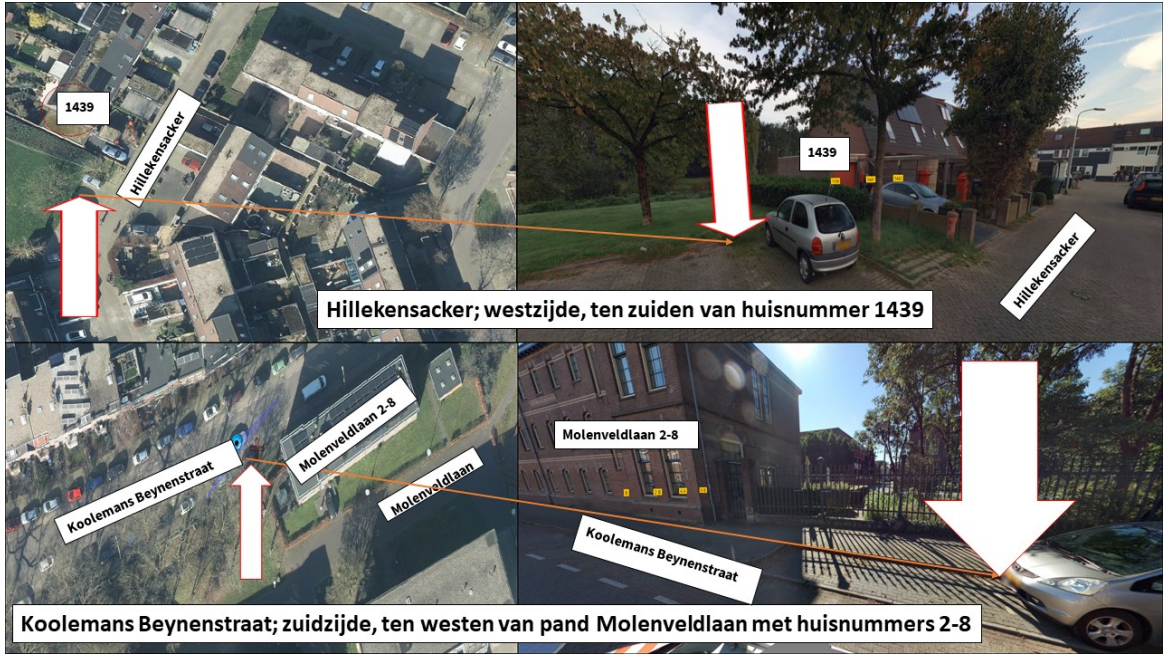 1439
Hillekensacker
1439
Hillekensacker
Hillekensacker; westzijde, ten zuiden van huisnummer 1439
Molenveldlaan 2-8
Koolemans Beynenstraat
Molenveldlaan
Molenveldlaan 2-8
Koolemans Beynenstraat
Koolemans Beynenstraat; zuidzijde, ten westen van pand Molenveldlaan met huisnummers 2-8